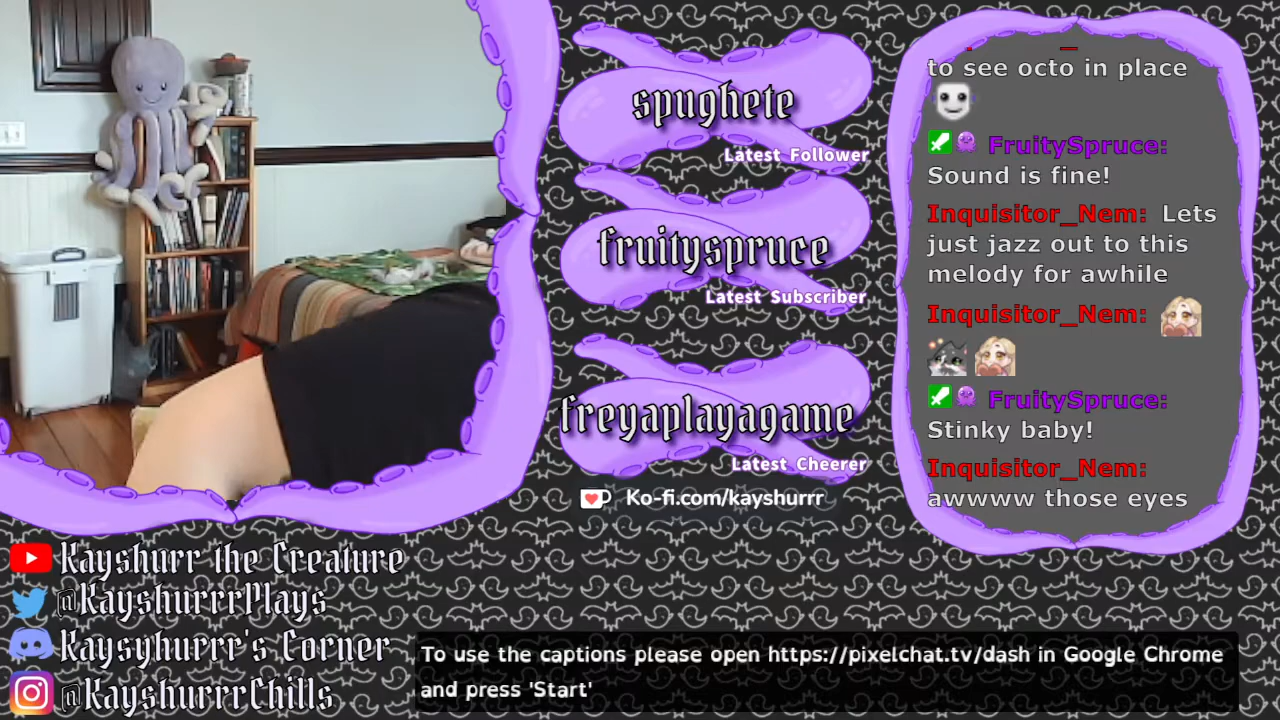 spughete
Latest Follower
fruityspruce
Latest Subscriber
freyaplayagame
Latest Cheerer
Ko-fi.com/kayshurrr
to see octo in place
FruitySpruce:
Sound is fine!
Inquisitor_Nem: Lets
just jazz out to this
melody for awhile
Inquisitor_Nem:
FruitySpruce:
Stinky baby!
Inquisitor_Nem:
awwww those eyes
Kayshurr the Creature
@KayshurrrPlays
Kaysyhurrr's Corner
@KayshurrrChills
To use the captions please open https://pixelchat.tv/dash in Google Chrome
and press 'Start'